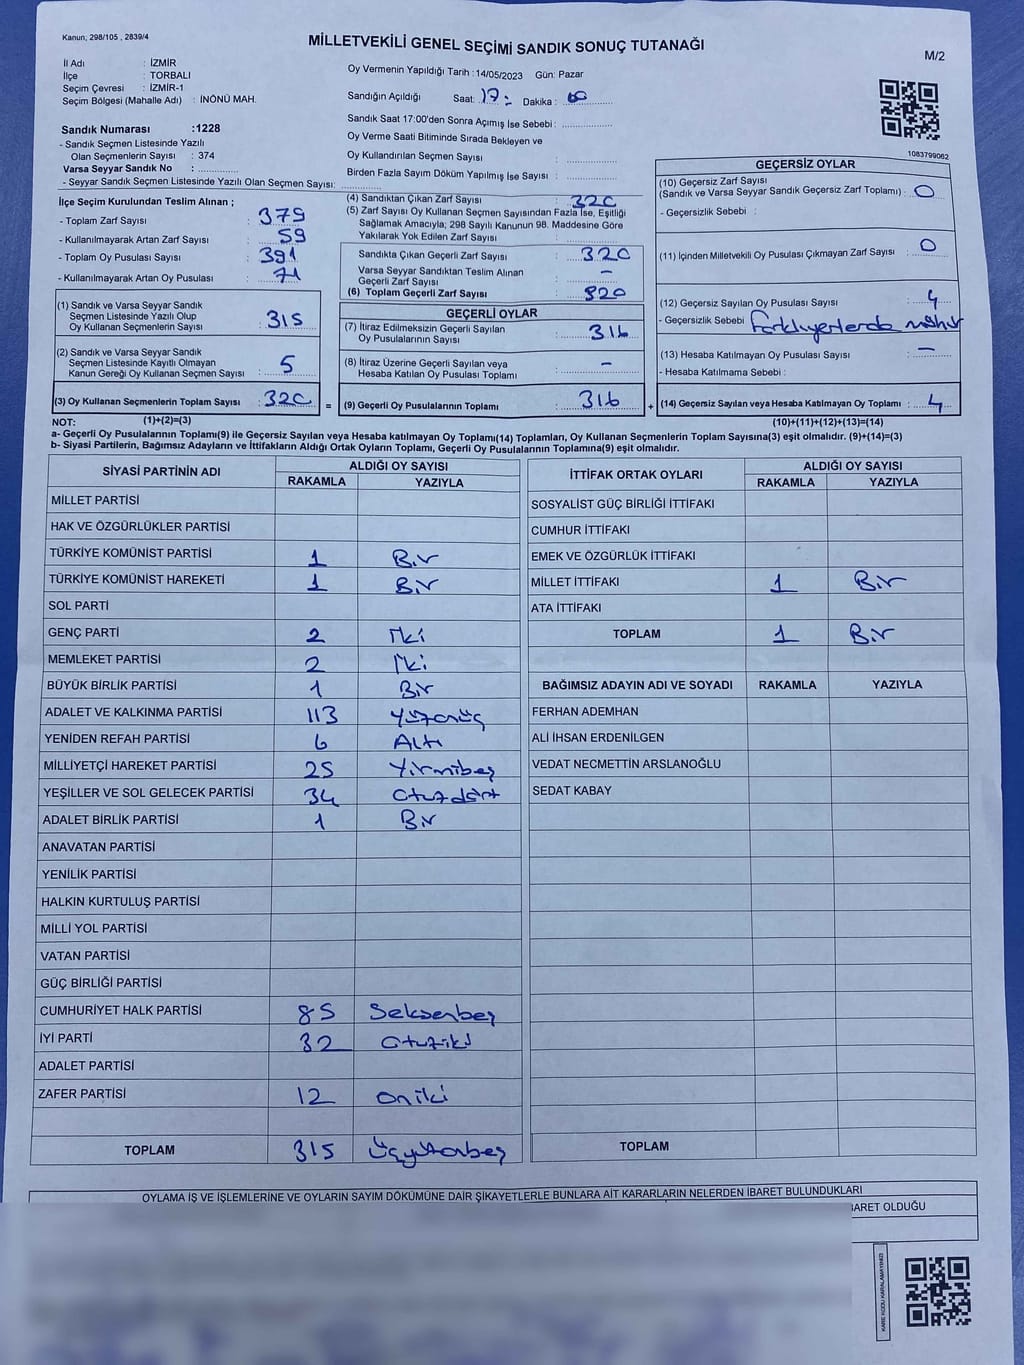 Kanun; 298/105 , 2839/4
MİLLETVEKİLİ GENEL SEÇİMİ SANDIK SONUÇ TUTANAĞI
M/2
İl Adı : İZMİR
İlçe : TORBALI
Seçim Çevresi : İZMİR-1
Seçim Bölgesi (Mahalle Adı) : İNÖNÜ MAH.
Sandık Numarası :1228
- Sandık Seçmen Listesinde Yazılı
Olan Seçmenlerin Sayısı : 374
Varsa Seyyar Sandık No : ............
- Seyyar Sandık Seçmen Listesinde Yazılı Olan Seçmen Sayısı: ............
Oy Vermenin Yapıldığı Tarih :14/05/2023 Gün: Pazar
Sandığın Açıldığı Saat: 17: Dakika : 00
Sandık Saat 17:00'den Sonra Açımış İse Sebebi : ............
Oy Verme Saati Bitiminde Sırada Bekleyen ve
Oy Kullandırılan Seçmen Sayısı : ............
Birden Fazla Sayım Döküm Yapılmış İse Sayısı : ............
1083799062
İlçe Seçim Kurulundan Teslim Alınan ;
- Toplam Zarf Sayısı : 379
- Kullanılmayarak Artan Zarf Sayısı : 59
- Toplam Oy Pusulası Sayısı : 391
- Kullanılmayarak Artan Oy Pusulası : 71
(1) Sandık ve Varsa Seyyar Sandık
Seçmen Listesinde Yazılı Olup
Oy Kullanan Seçmenlerin Sayısı : 315
(2) Sandık ve Varsa Seyyar Sandık
Seçmen Listesinde Kayıtlı Olmayan
Kanun Gereği Oy Kullanan Seçmen Sayısı : 5
(3) Oy Kullanan Seçmenlerin Toplam Sayısı : 320
(4) Sandıktan Çıkan Zarf Sayısı : 320
(5) Zarf Sayısı Oy Kullanan Seçmen Sayısından Fazla İse, Eşitliği
Sağlamak Amacıyla; 298 Sayılı Kanunun 98. Maddesine Göre
Yakılarak Yok Edilen Zarf Sayısı : ............
Sandıkta Çıkan Geçerli Zarf Sayısı : 320
Varsa Seyyar Sandıktan Teslim Alınan
Geçerli Zarf Sayısı : -
(6) Toplam Geçerli Zarf Sayısı : 320
GEÇERLİ OYLAR
(7) İtiraz Edilmeksizin Geçerli Sayılan
Oy Pusulalarının Sayısı : 316
(8) İtiraz Üzerine Geçerli Sayılan veya
Hesaba Katılan Oy Pusulası Toplamı : -
= (9) Geçerli Oy Pusulalarının Toplamı : 316
GEÇERSİZ OYLAR
(10) Geçersiz Zarf Sayısı
(Sandık ve Varsa Seyyar Sandık Geçersiz Zarf Toplamı) : 0
- Geçersizlik Sebebi :
(11) İçinden Milletvekili Oy Pusulası Çıkmayan Zarf Sayısı : 0
(12) Geçersiz Sayılan Oy Pusulası Sayısı : 4
- Geçersizlik Sebebi farklıyerlerde mühür
(13) Hesaba Katılmayan Oy Pusulası Sayısı : -
- Hesaba Katılmama Sebebi :
+ (14) Geçersiz Sayılan veya Hesaba Katılmayan Oy Toplamı : 4
NOT: (1)+(2)=(3) (10)+(11)+(12)+(13)=(14)
a- Geçerli Oy Pusulalarının Toplamı(9) ile Geçersiz Sayılan veya Hesaba katılmayan Oy Toplamı(14) Toplamları, Oy Kullanan Seçmenlerin Toplam Sayısına(3) eşit olmalıdır. (9)+(14)=(3)
b- Siyasi Partilerin, Bağımsız Adayların ve İttifakların Aldığı Ortak Oyların Toplamı, Geçerli Oy Pusulalarının Toplamına(9) eşit olmalıdır.
SİYASİ PARTİNİN ADI ALDIĞI OY SAYISI
RAKAMLA YAZIYLA
MİLLET PARTİSİ
HAK VE ÖZGÜRLÜKLER PARTİSİ
TÜRKİYE KOMÜNİST PARTİSİ 1 Bir
TÜRKİYE KOMÜNİST HAREKETİ 1 Bir
SOL PARTİ
GENÇ PARTİ 2 İki
MEMLEKET PARTİSİ 2 İki
BÜYÜK BİRLİK PARTİSİ 1 Bir
ADALET VE KALKINMA PARTİSİ 113 Yüzonüç
YENİDEN REFAH PARTİSİ 6 Altı
MİLLİYETÇİ HAREKET PARTİSİ 25 Yirmibeş
YEŞİLLER VE SOL GELECEK PARTİSİ 34 Otuzdört
ADALET BİRLİK PARTİSİ 1 Bir
ANAVATAN PARTİSİ
YENİLİK PARTİSİ
HALKIN KURTULUŞ PARTİSİ
MİLLİ YOL PARTİSİ
VATAN PARTİSİ
GÜÇ BİRLİĞİ PARTİSİ
CUMHURİYET HALK PARTİSİ 85 Seksenbeş
İYİ PARTİ 32 Otuziki
ADALET PARTİSİ
ZAFER PARTİSİ 12 Oniki
TOPLAM 315 Üçyüzonbeş
İTTİFAK ORTAK OYLARI ALDIĞI OY SAYISI
RAKAMLA YAZIYLA
SOSYALİST GÜÇ BİRLİĞİ İTTİFAKI
CUMHUR İTTİFAKI
EMEK VE ÖZGÜRLÜK İTTİFAKI
MİLLET İTTİFAKI 1 Bir
ATA İTTİFAKI
TOPLAM 1 Bir
BAĞIMSIZ ADAYIN ADI VE SOYADI RAKAMLA YAZIYLA
FERHAN ADEMHAN
ALİ İHSAN ERDENİLGEN
VEDAT NECMETTİN ARSLANOĞLU
SEDAT KABAY
TOPLAM
OYLAMA İŞ VE İŞLEMLERİNE VE OYLARIN SAYIM DÖKÜMÜNE DAİR ŞİKAYETLERLE BUNLARA AİT KARARLARIN NELERDEN İBARET BULUNDUKLARI
BARET OLDUĞU
KARE KODU KARALAMAYINIZ!